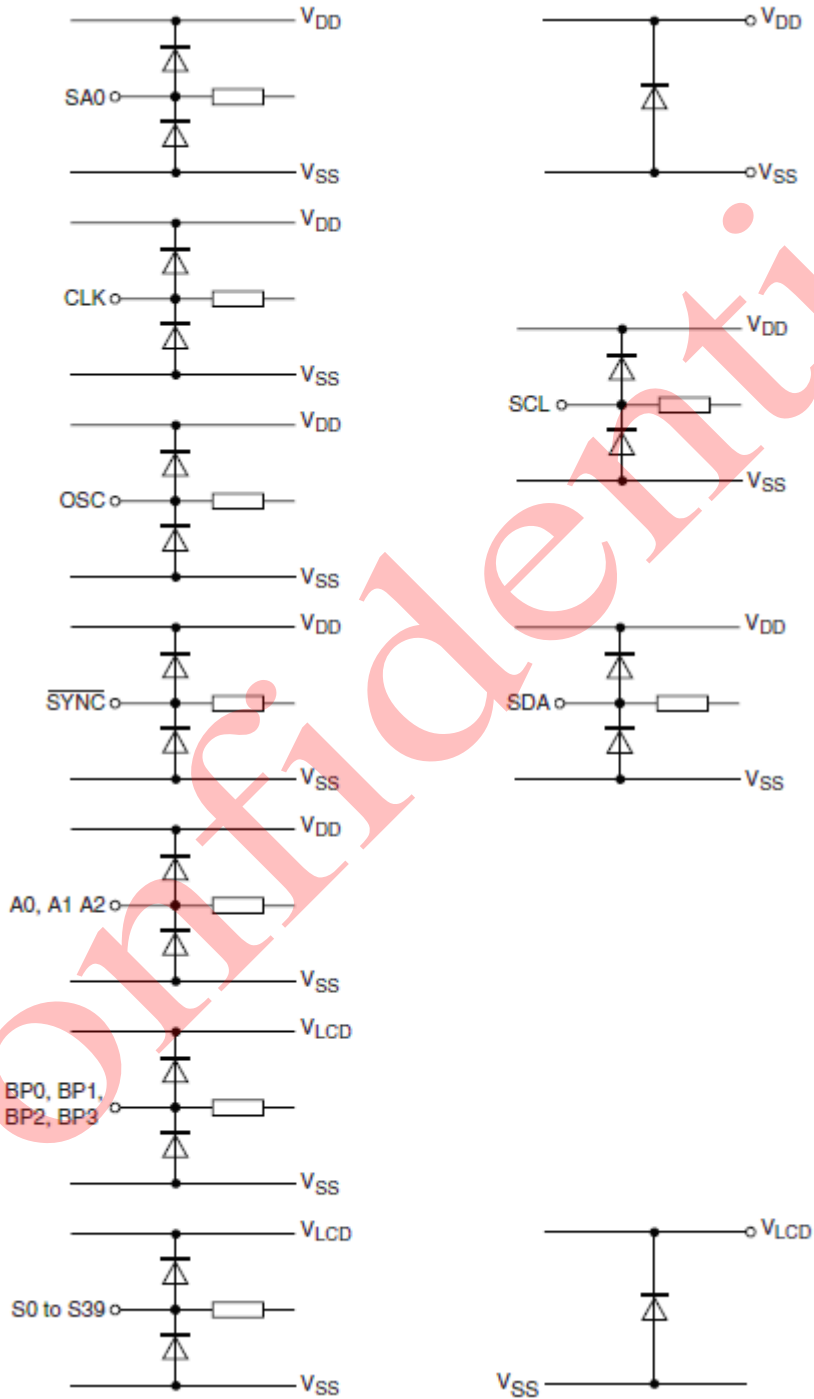 VDD
SA0
VSS
VDD
CLK
VSS
VDD
OSC
VSS
VDD
SYNC
VSS
VDD
A0, A1 A2
VSS
VLCD
BP0, BP1,
BP2, BP3
VSS
VLCD
S0 to S39
VSS
VDD
VSS
VDD
SCL
VSS
VDD
SDA
VSS
VLCD
VSS
onfidenti